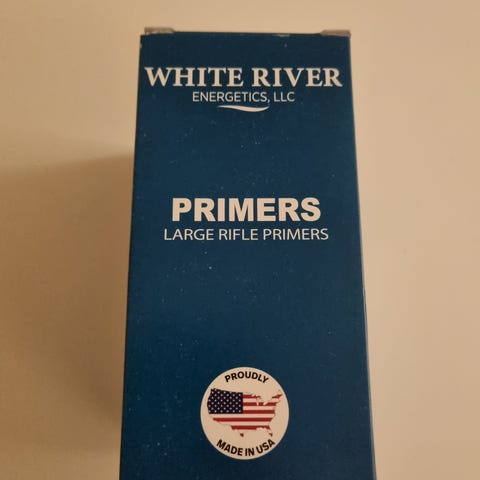 WHITE RIVER
ENERGETICS, LLC
PRIMERS
LARGE RIFLE PRIMERS
PROUDLY
MADE IN USA